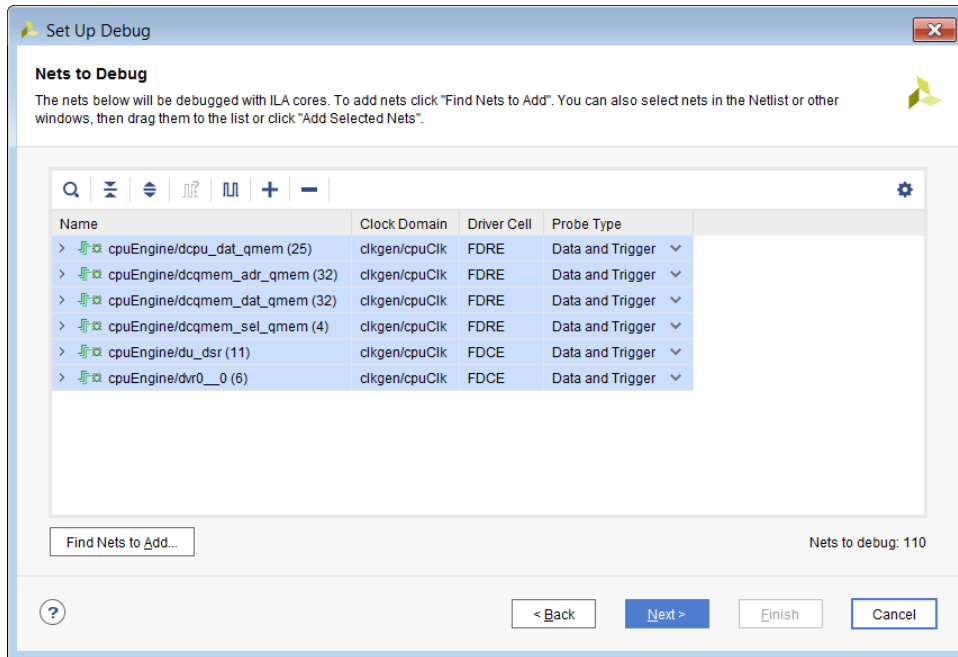 Set Up Debug
Nets to Debug
The nets below will be debugged with ILA cores. To add nets click "Find Nets to Add". You can also select nets in the Netlist or other
windows, then drag them to the list or click "Add Selected Nets".
Name Clock Domain Driver Cell Probe Type
cpuEngine/dcpu_dat_qmem (25) clkgen/cpuClk FDRE Data and Trigger
cpuEngine/dcqmem_adr_qmem (32) clkgen/cpuClk FDRE Data and Trigger
cpuEngine/dcqmem_dat_qmem (32) clkgen/cpuClk FDRE Data and Trigger
cpuEngine/dcqmem_sel_qmem (4) clkgen/cpuClk FDRE Data and Trigger
cpuEngine/du_dsr (11) clkgen/cpuClk FDCE Data and Trigger
cpuEngine/dvr0__0 (6) clkgen/cpuClk FDCE Data and Trigger
Find Nets to Add... Nets to debug: 110
? < Back Next > Finish Cancel